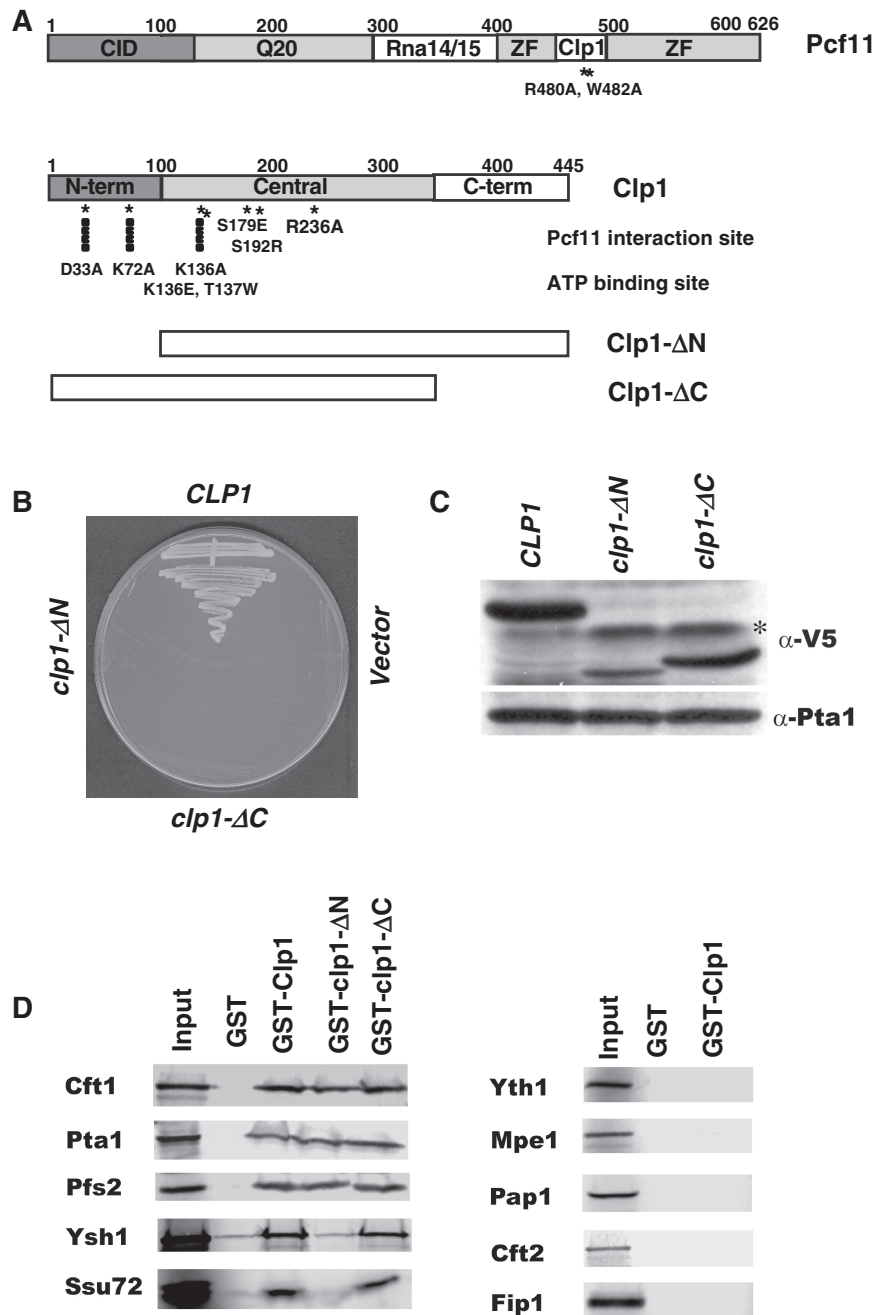 A
1 100 200 300 400 500 600 626
CID Q20 Rna14/15 ZF Clp1 ZF Pcf11
**
R480A, W482A
1 100 200 300 400 445
N-term Central C-term Clp1
* * ** * * *
S179E R236A
S192R
Pcf11 interaction site
D33A K72A K136A
K136E, T137W
ATP binding site
Clp1-ΔN
Clp1-ΔC
B
CLP1
clp1-ΔN
Vector
clp1-ΔC
C
CLP1 clp1-ΔN clp1-ΔC
*
α-V5
α-Pta1
D
Input GST GST-Clp1 GST-clp1-ΔN GST-clp1-ΔC
Cft1
Pta1
Pfs2
Ysh1
Ssu72
Input GST GST-Clp1
Yth1
Mpe1
Pap1
Cft2
Fip1